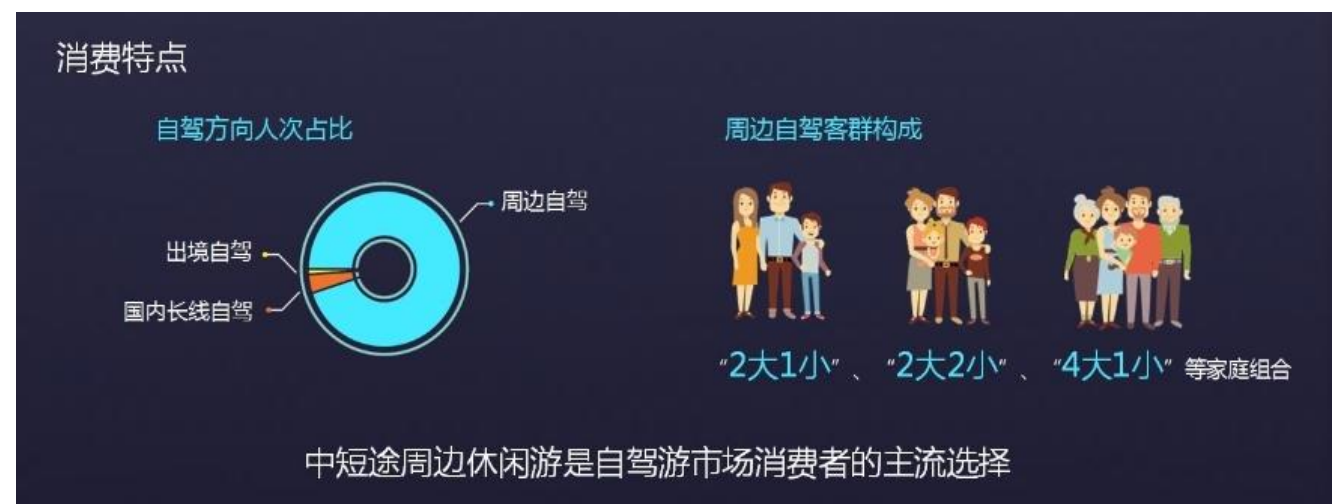 消费特点
自驾方向人次占比
周边自驾
出境自驾
国内长线自驾
周边自驾客群构成
“2大1小”、“2大2小”、“4大1小”等家庭组合
中短途周边休闲游是自驾游市场消费者的主流选择